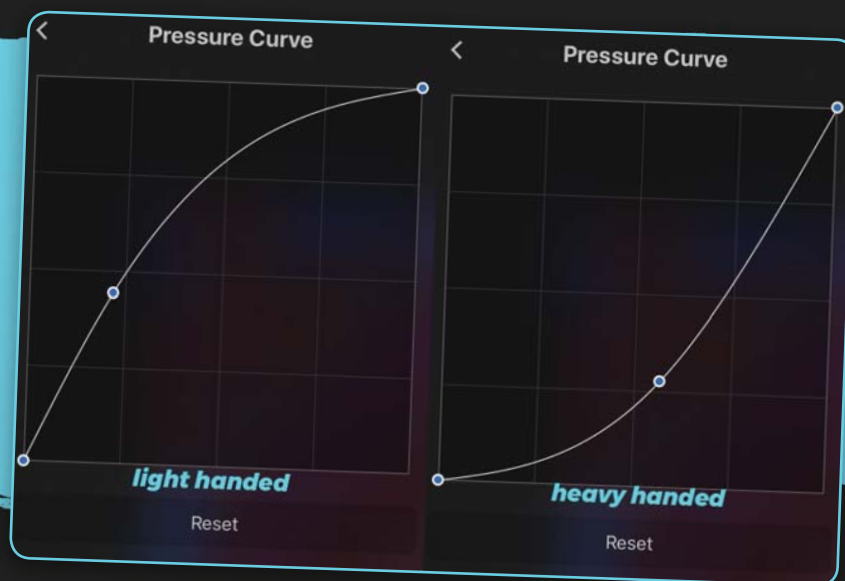 Pressure Curve
light handed
Reset
Pressure Curve
heavy handed
Reset